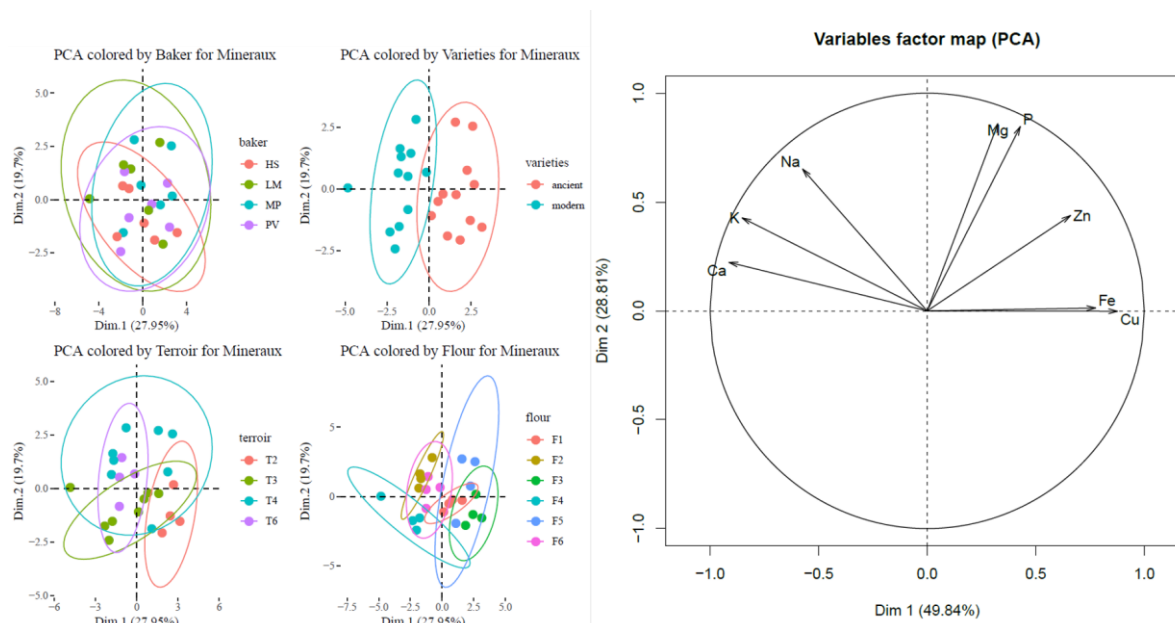 PCA colored by Baker for Mineraux
5.0
2.5
0.0
−2.5
−8
−4
0
4
Dim.2 (19.7%)
Dim.1 (27.95%)
baker
HS
LM
MP
PV
PCA colored by Varieties for Mineraux
2.5
0.0
−2.5
−5.0
−2.5
0.0
2.5
Dim.2 (19.7%)
Dim.1 (27.95%)
varieties
ancient
modern
PCA colored by Terroir for Mineraux
5.0
2.5
0.0
−2.5
−5.0
−6
−3
0
3
6
Dim.2 (19.7%)
Dim.1 (27.95%)
terroir
T2
T3
T4
T6
PCA colored by Flour for Mineraux
5
0
−5
−7.5
−5.0
−2.5
0.0
2.5
5.0
Dim.2 (19.7%)
Dim.1 (27.95%)
flour
F1
F2
F3
F4
F5
F6
Variables factor map (PCA)
1.0
0.5
0.0
−0.5
−1.0
Dim 2 (28.81%)
Mg
P
Na
Zn
K
Ca
Fe
Cu
−1.0
−0.5
0.0
0.5
1.0
Dim 1 (49.84%)